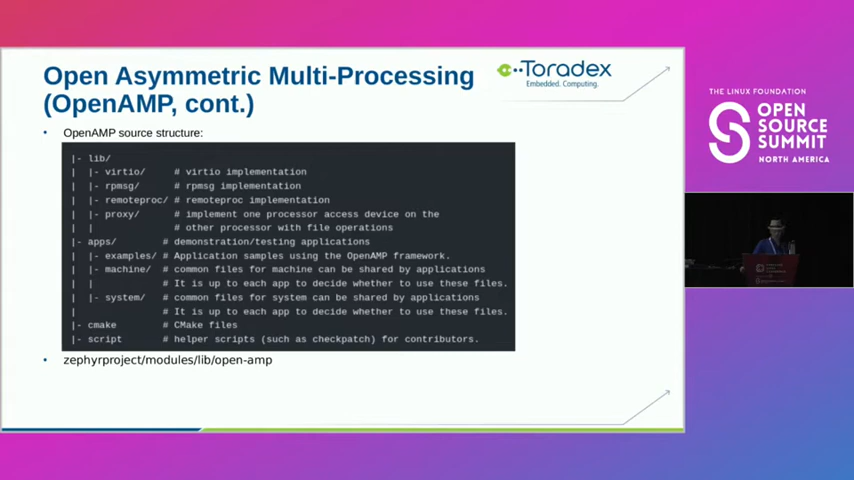 Open Asymmetric Multi-Processing
(OpenAMP, cont.)
Toradex
Embedded. Computing.
• OpenAMP source structure:
|- lib/
| |- virtio/ # virtio implementation
| |- rpmsg/ # rpmsg implementation
| |- remoteproc/ # remoteproc implementation
| |- proxy/ # implement one processor access device on the
| | # other processor with file operations
|- apps/ # demonstration/testing applications
| |- examples/ # Application samples using the OpenAMP framework.
| |- machine/ # common files for machine can be shared by applications
| | # It is up to each app to decide whether to use these files.
| |- system/ # common files for system can be shared by applications
| # It is up to each app to decide whether to use these files.
|- cmake # CMake files
|- script # helper scripts (such as checkpatch) for contributors.
• zephyrproject/modules/lib/open-amp
THE LINUX FOUNDATION
OPEN
SOURCE
SUMMIT
NORTH AMERICA